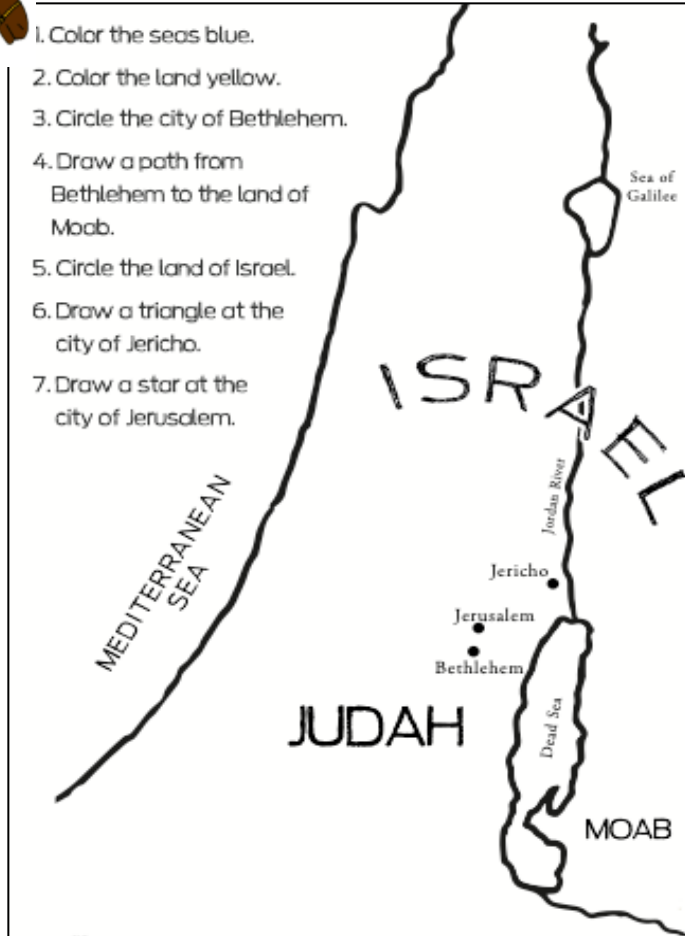 1. Color the seas blue.
2. Color the land yellow.
3. Circle the city of Bethlehem.
4. Draw a path from
Bethlehem to the land of
Moab.
5. Circle the land of Israel.
6. Draw a triangle at the
city of Jericho.
7. Draw a star at the
city of Jerusalem.
Sea of
Galilee
ISRAEL
Jordan River
MEDITERRANEAN
SEA
Jericho
Jerusalem
Bethlehem
JUDAH
Dead Sea
MOAB